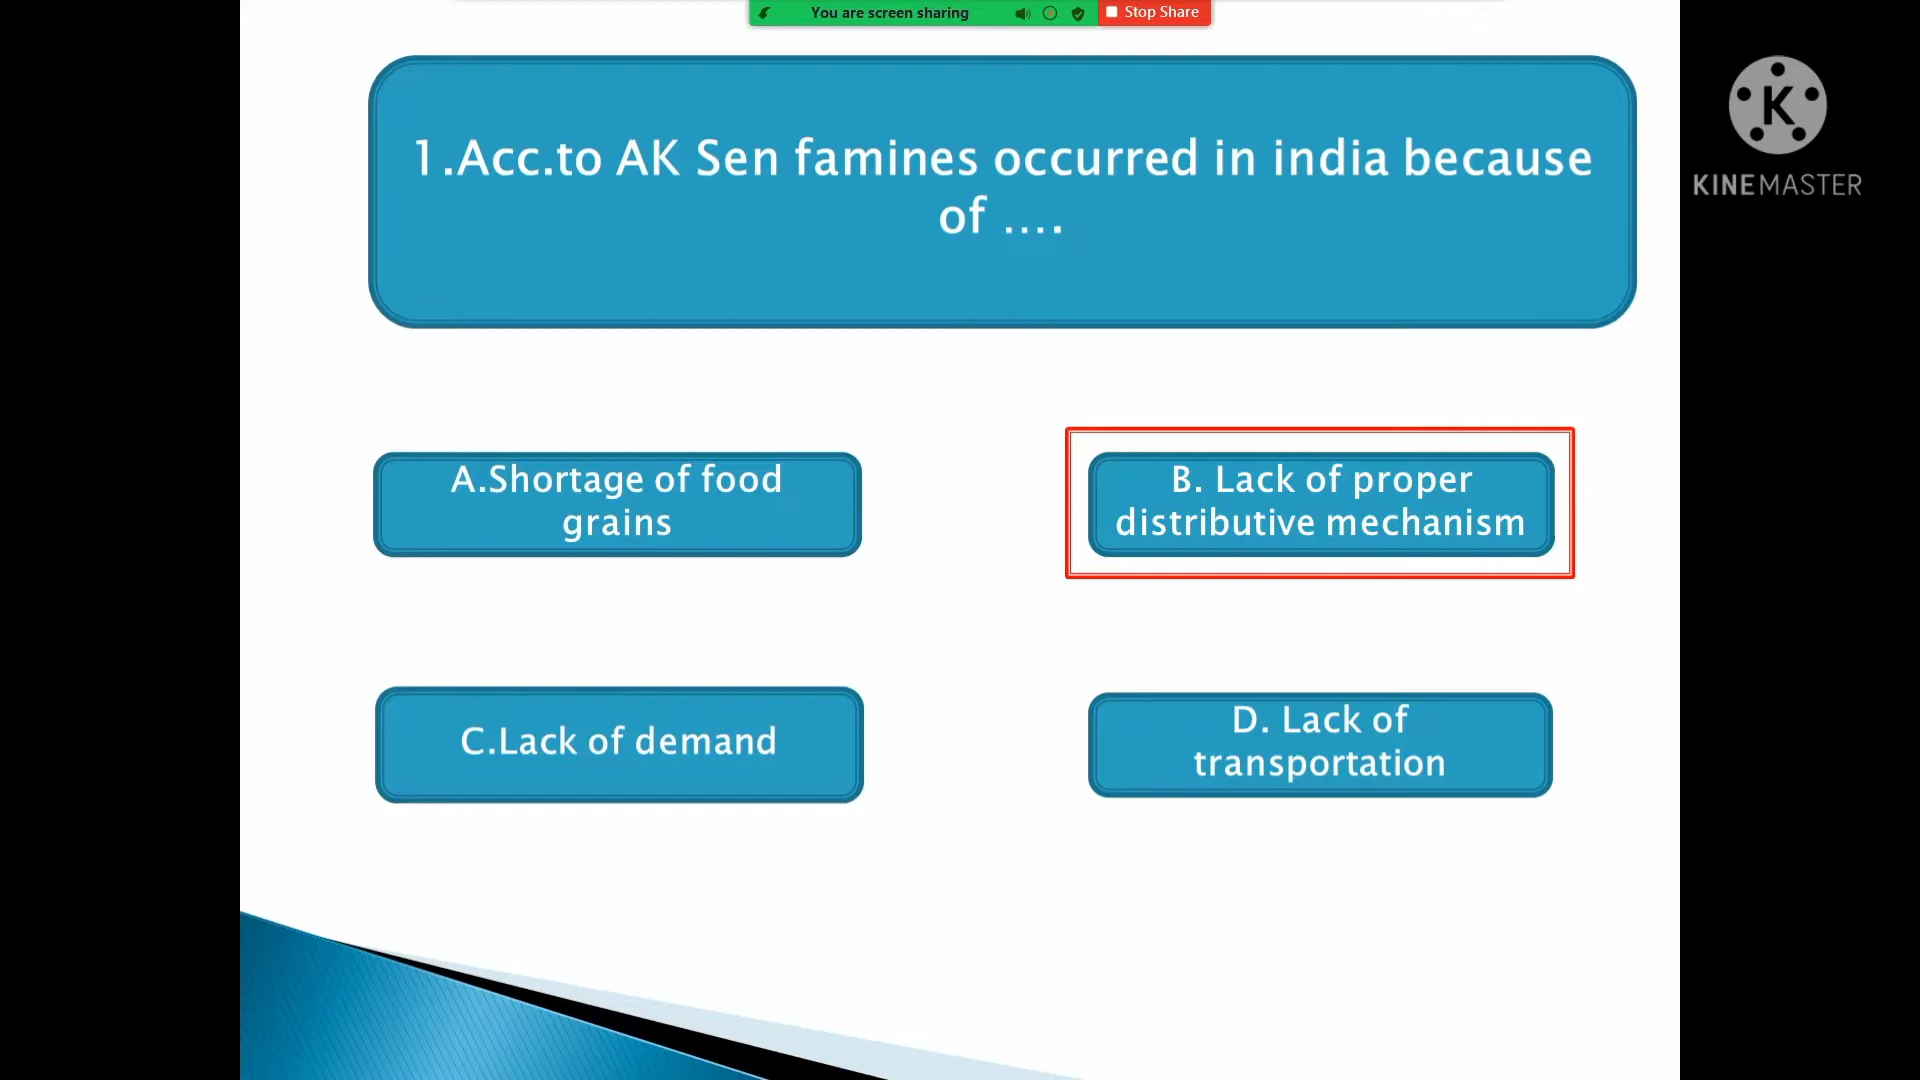 You are screen sharing
Stop Share
1.Acc.to AK Sen famines occurred in india because
of ....
A.Shortage of food
grains
B. Lack of proper
distributive mechanism
C.Lack of demand
D. Lack of
transportation
K
KINEMASTER